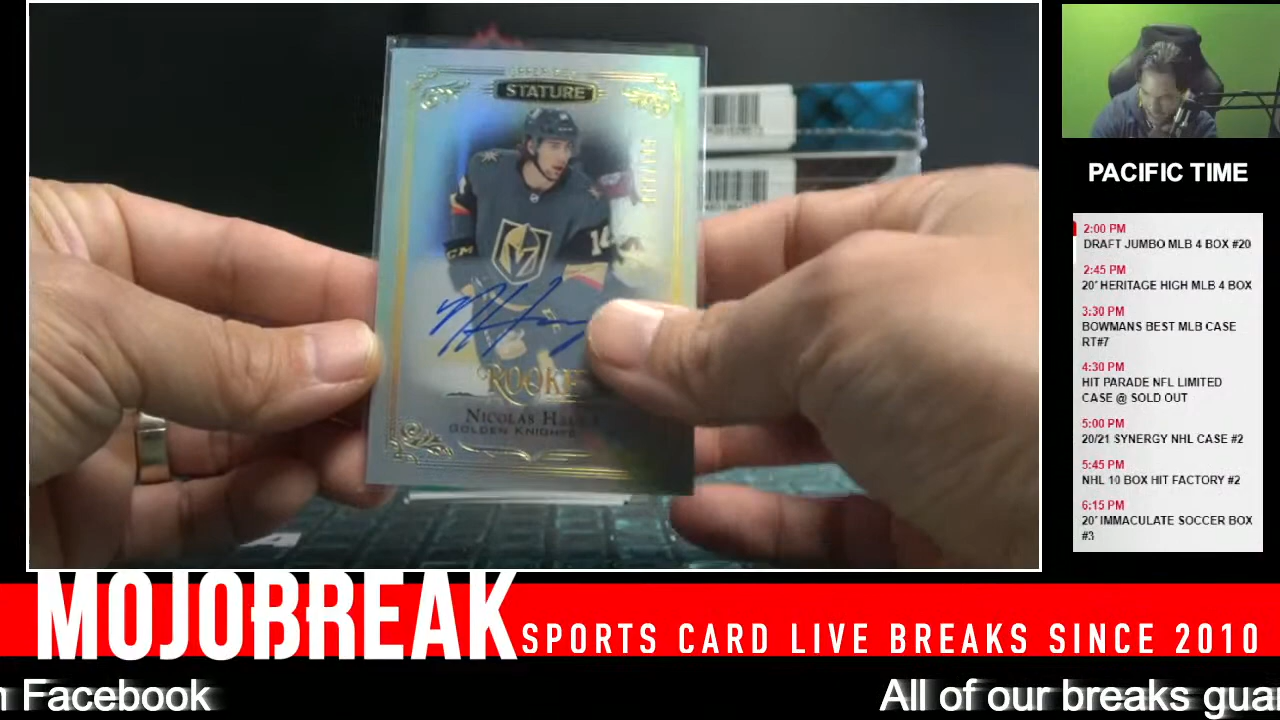 STATURE
14
CCM
ROOKIE
NICOLAS
GOLDEN KNIGHTS
PACIFIC TIME
2:00 PM
DRAFT JUMBO MLB 4 BOX #20
2:45 PM
20' HERITAGE HIGH MLB 4 BOX
3:30 PM
BOWMANS BEST MLB CASE
RT#7
4:30 PM
HIT PARADE NFL LIMITED
CASE @ SOLD OUT
5:00 PM
20/21 SYNERGY NHL CASE #2
5:45 PM
NHL 10 BOX HIT FACTORY #2
6:15 PM
20' IMMACULATE SOCCER BOX
#3
MOJOBREAK
SPORTS CARD LIVE BREAKS SINCE 2010
n Facebook
All of our breaks gua